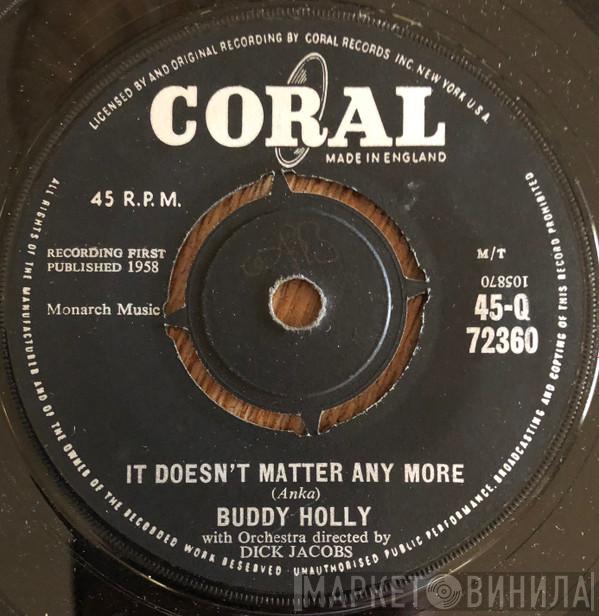 LICENSED BY AND ORIGINAL RECORDING BY CORAL RECORDS INC. NEW YORK U.S.A.
CORAL
MADE IN ENGLAND
45 R.P.M.
RECORDING FIRST
PUBLISHED 1958
Monarch Music
M/T
105870
45-Q
72360
IT DOESN'T MATTER ANY MORE
(Anka)
BUDDY HOLLY
with Orchestra directed by
DICK JACOBS
ALL RIGHTS OF THE MANUFACTURER AND OF THE OWNER OF THE RECORDED WORK RESERVED · UNAUTHORISED PUBLIC PERFORMANCE, BROADCASTING AND COPYING OF THIS RECORD PROHIBITED
МАРКЕТ ВИНИЛА